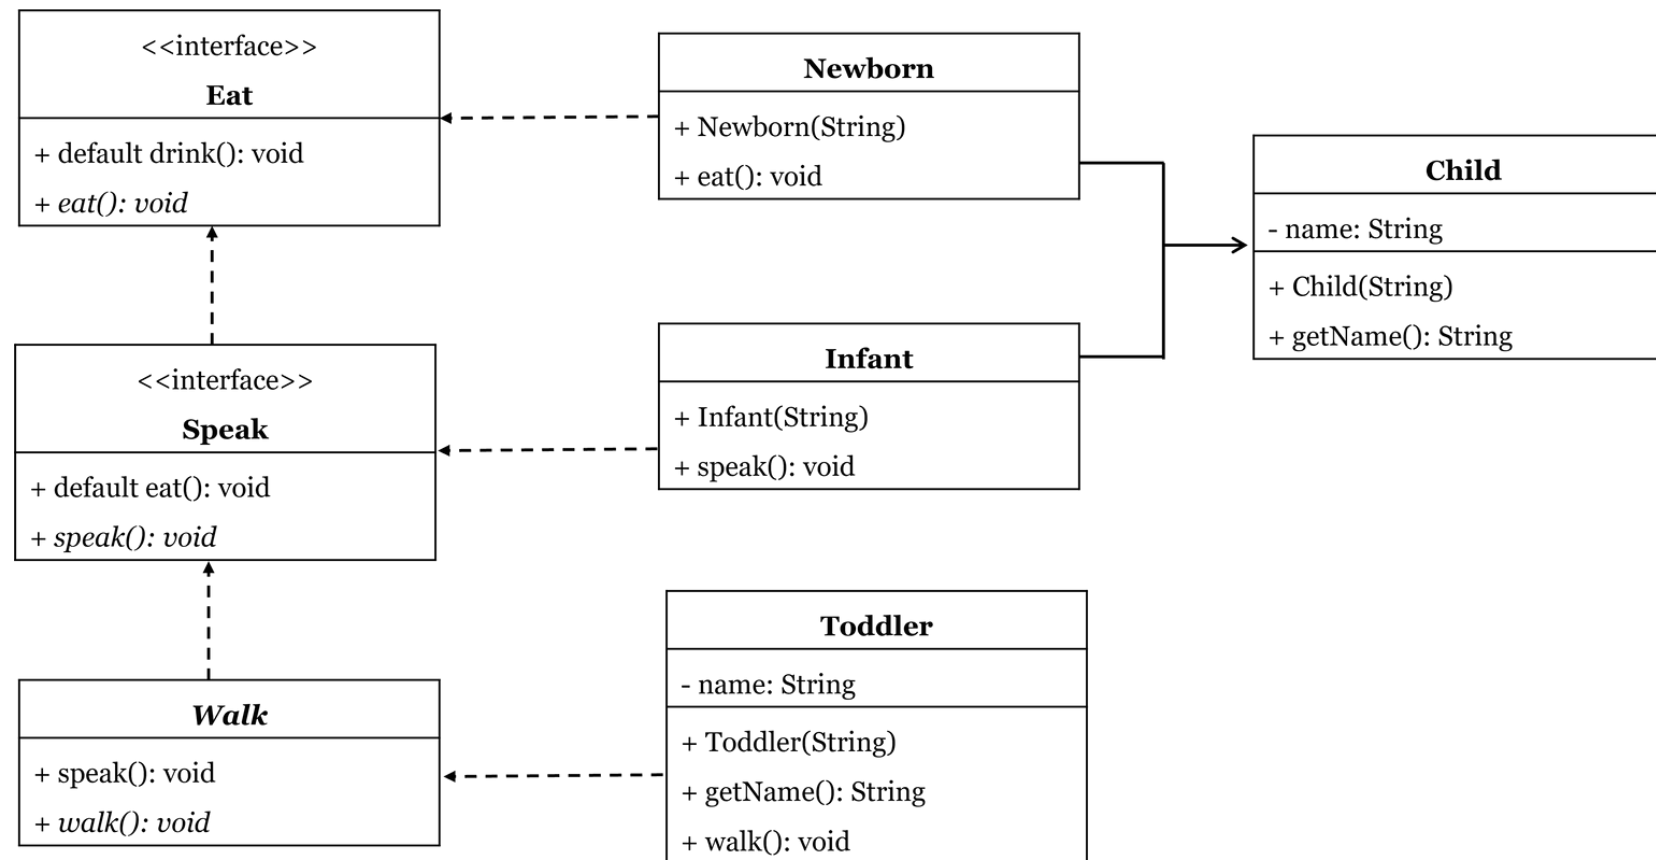 <<interface>>
Eat
+ default drink(): void
+ eat(): void
<<interface>>
Speak
+ default eat(): void
+ speak(): void
Walk
+ speak(): void
+ walk(): void
Newborn
+ Newborn(String)
+ eat(): void
Infant
+ Infant(String)
+ speak(): void
Toddler
- name: String
+ Toddler(String)
+ getName(): String
+ walk(): void
Child
- name: String
+ Child(String)
+ getName(): String